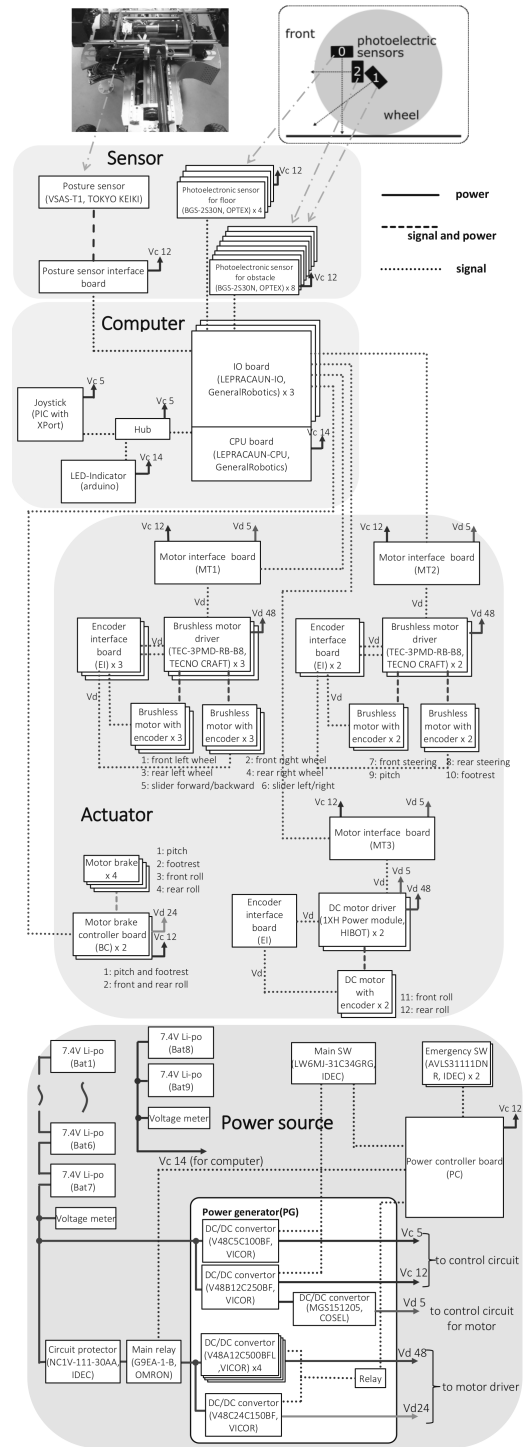 front
photoelectric
sensors
0
2
1
wheel
Sensor
Vc 12
Posture sensor
(VSAS-T1, TOKYO KEIKI)
Photoelectronic sensor
for floor
(BGS-2S30N, OPTEX) x 4
power
signal and power
signal
Vc 12
Posture sensor interface
board
Photoelectronic sensor
for obstacle
(BGS-2S30N, OPTEX) x 8
Vc 12
Computer
IO board
(LEPRACAUN-IO,
GeneralRobotics) x 3
Vc 5
Joystick
(PIC with
XPort)
Vc 5
Hub
Vc 14
CPU board
(LEPRACAUN-CPU,
GeneralRobotics)
Vc 14
LED-Indicator
(arduino)
Vc 12
Vd 5
Motor interface board
(MT1)
Vc 12
Vd 5
Motor interface board
(MT2)
Vd
Vd 48
Encoder
interface
board
(EI) x 3
Vd
Brushless motor
driver
(TEC-3PMD-RB-B8,
TECNO CRAFT) x 3
Vd
Brushless
motor with
encoder x 3
Brushless
motor with
encoder x 3
Vd
Vd 48
Encoder
interface
board
(EI) x 2
Vd
Brushless motor
driver
(TEC-3PMD-RB-B8,
TECNO CRAFT) x 2
Vd
Brushless
motor with
encoder x 2
Brushless
motor with
encoder x 2
1: front left wheel
2: front right wheel
3: rear left wheel
4: rear right wheel
5: slider forward/backward
6: slider left/right
7: front steering
8: rear steering
9: pitch
10: footrest
Actuator
Vc 12
Vd 5
Motor interface board
(MT3)
Motor brake
x 4
1: pitch
2: footrest
3: front roll
4: rear roll
Vd
Vd 5
Vd 48
Motor brake
controller board
(BC) x 2
Vd 24
Vc 12
1: pitch and footrest
2: front and rear roll
Encoder
interface
board
(EI)
Vd
DC motor driver
(1XH Power module,
HIBOT) x 2
Vd
DC motor
with
encoder x 2
11: front roll
12: rear roll
7.4V Li-po
(Bat1)
7.4V Li-po
(Bat8)
Main SW
(LW6MJ-31C34GRG,
IDEC)
Emergency SW
(AVLS31111DN
R, IDEC) x 2
7.4V Li-po
(Bat9)
Voltage meter
Power source
Vc 12
7.4V Li-po
(Bat6)
Vc 14 (for computer)
Power controller board
(PC)
7.4V Li-po
(Bat7)
Voltage meter
Power generator(PG)
DC/DC convertor
(V48C5C100BF,
VICOR)
Vc 5
DC/DC convertor
(V48B12C250BF,
VICOR)
Vc 12
to control circuit
DC/DC convertor
(MGS151205,
COSEL)
Vd 5
to control circuit
for motor
Circuit protector
(NC1V-111-30AA,
IDEC)
Main relay
(G9EA-1-B,
OMRON)
DC/DC convertor
(V48A12C500BFL
,VICOR) x4
Vd 48
Relay
to motor driver
DC/DC convertor
(V48C24C150BF,
VICOR)
Vd24